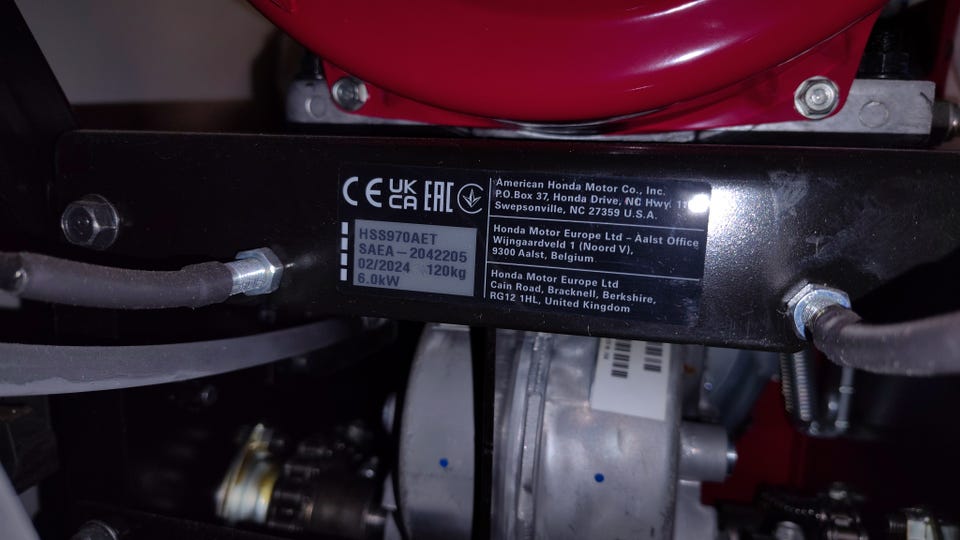 CE UK CA EAC
HSS970AET
SAEA-2042205
02/2024 120kg
6.0kW
American Honda Motor Co., Inc.
P.O.Box 37, Honda Drive, NC Hwy.
Swepsonville, NC 27359 U.S.A.
Honda Motor Europe Ltd - Aalst Office
Wijngaardveld 1 (Noord V),
9300 Aalst, Belgium
Honda Motor Europe Ltd
Cain Road, Bracknell, Berkshire,
RG12 1HL, United Kingdom